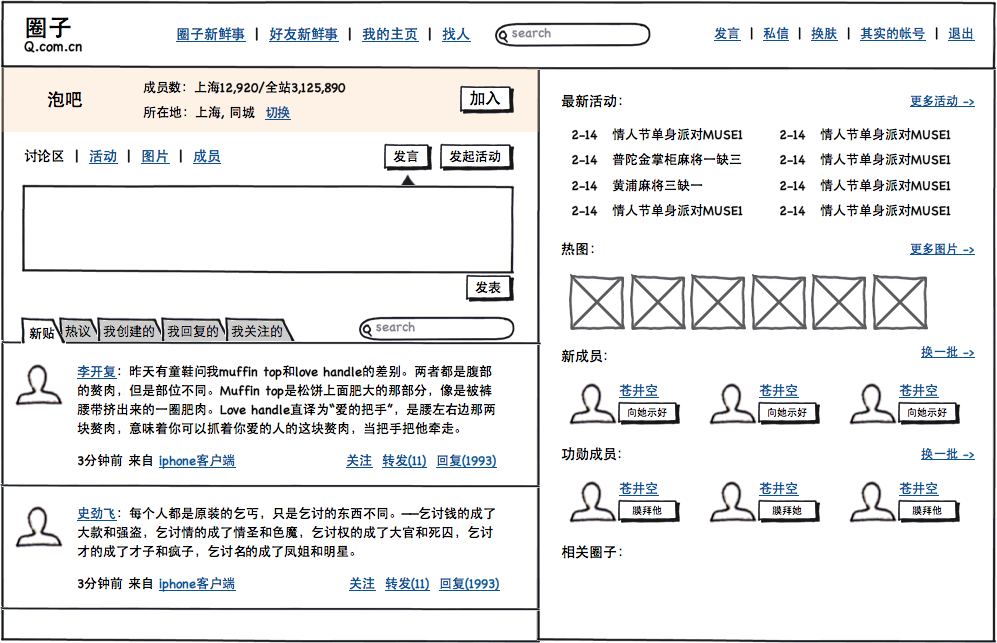 圈子
Q.com.cn
圈子新鲜事 | 好友新鲜事 | 我的主页 | 找人
search
发言 | 私信 | 换肤 | 其实的帐号 | 退出
泡吧
成员数：上海12,920/全站3,125,890
所在地：上海, 同城 切换
加入
讨论区 | 活动 | 图片 | 成员
发言
发起活动
发表
新贴
热议
我创建的
我回复的
我关注的
search
李开复：昨天有童鞋问我muffin top和love handle的差别。两者都是腹部
的赘肉，但是部位不同。Muffin top是松饼上面肥大的那部分，像是被裤
腰带挤出来的一圈肥肉。Love handle直译为“爱的把手”，是腰左右边那两
块赘肉，意味着你可以抓着你爱的人的这块赘肉，当把手把他牵走。
3分钟前 来自 iphone客户端
关注 转发(11) 回复(1993)
史劲飞：每个人都是原装的乞丐，只是乞讨的东西不同。——乞讨钱的成了
大款和强盗，乞讨情的成了情圣和色魔，乞讨权的成了大官和死囚，乞讨
才的成了才子和疯子，乞讨名的成了凤姐和明星。
3分钟前 来自 iphone客户端
关注 转发(11) 回复(1993)
最新活动：
更多活动 ->
2-14 情人节单身派对MUSE1 2-14 情人节单身派对MUSE1
2-14 普陀金掌柜麻将一缺三 2-14 情人节单身派对MUSE1
2-14 黄浦麻将三缺一 2-14 情人节单身派对MUSE1
2-14 情人节单身派对MUSE1 2-14 情人节单身派对MUSE1
热图：
更多图片 ->
新成员：
换一批 ->
苍井空 苍井空 苍井空
向她示好 向她示好 向她示好
功勋成员：
换一批 ->
苍井空 苍井空 苍井空
膜拜他 膜拜她 膜拜他
相关圈子：